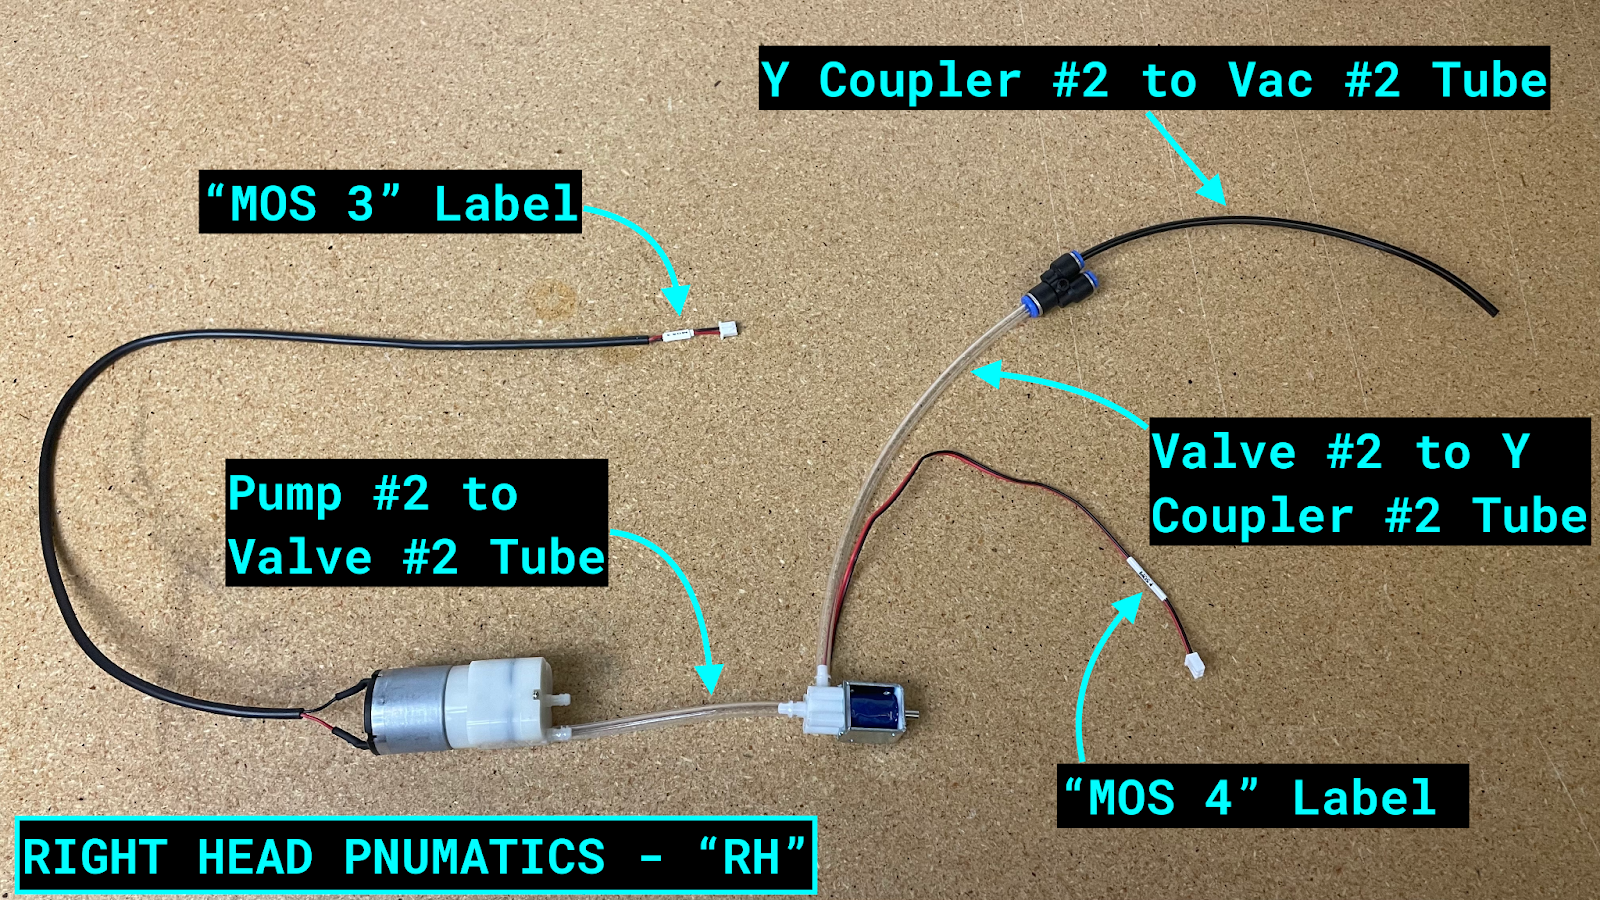 Y Coupler #2 to Vac #2 Tube
“MOS 3” Label
Valve #2 to Y
Coupler #2 Tube
Pump #2 to
Valve #2 Tube
“MOS 4” Label
RIGHT HEAD PNUMATICS - “RH”